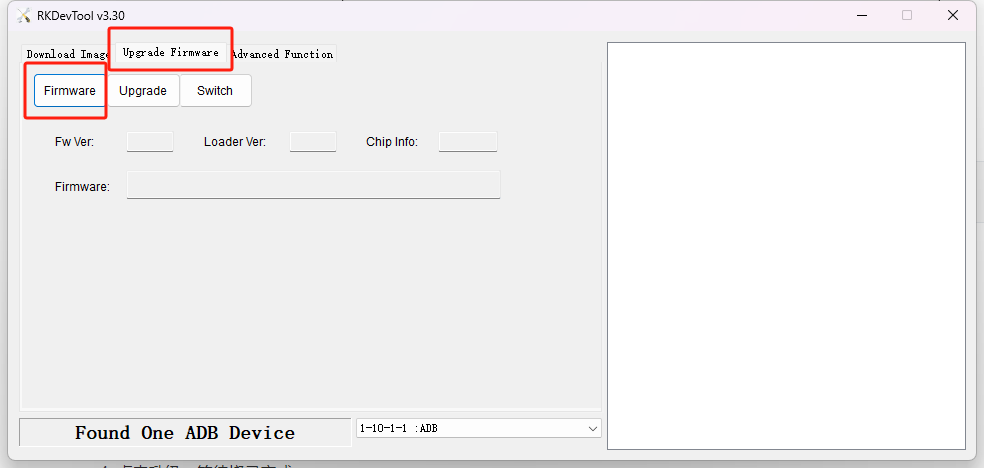 RKDevTool v3.30
Download Image
Upgrade Firmware
Advanced Function
Firmware
Upgrade
Switch
Fw Ver:
Loader Ver:
Chip Info:
Firmware:
Found One ADB Device
1-10-1-1 :ADB